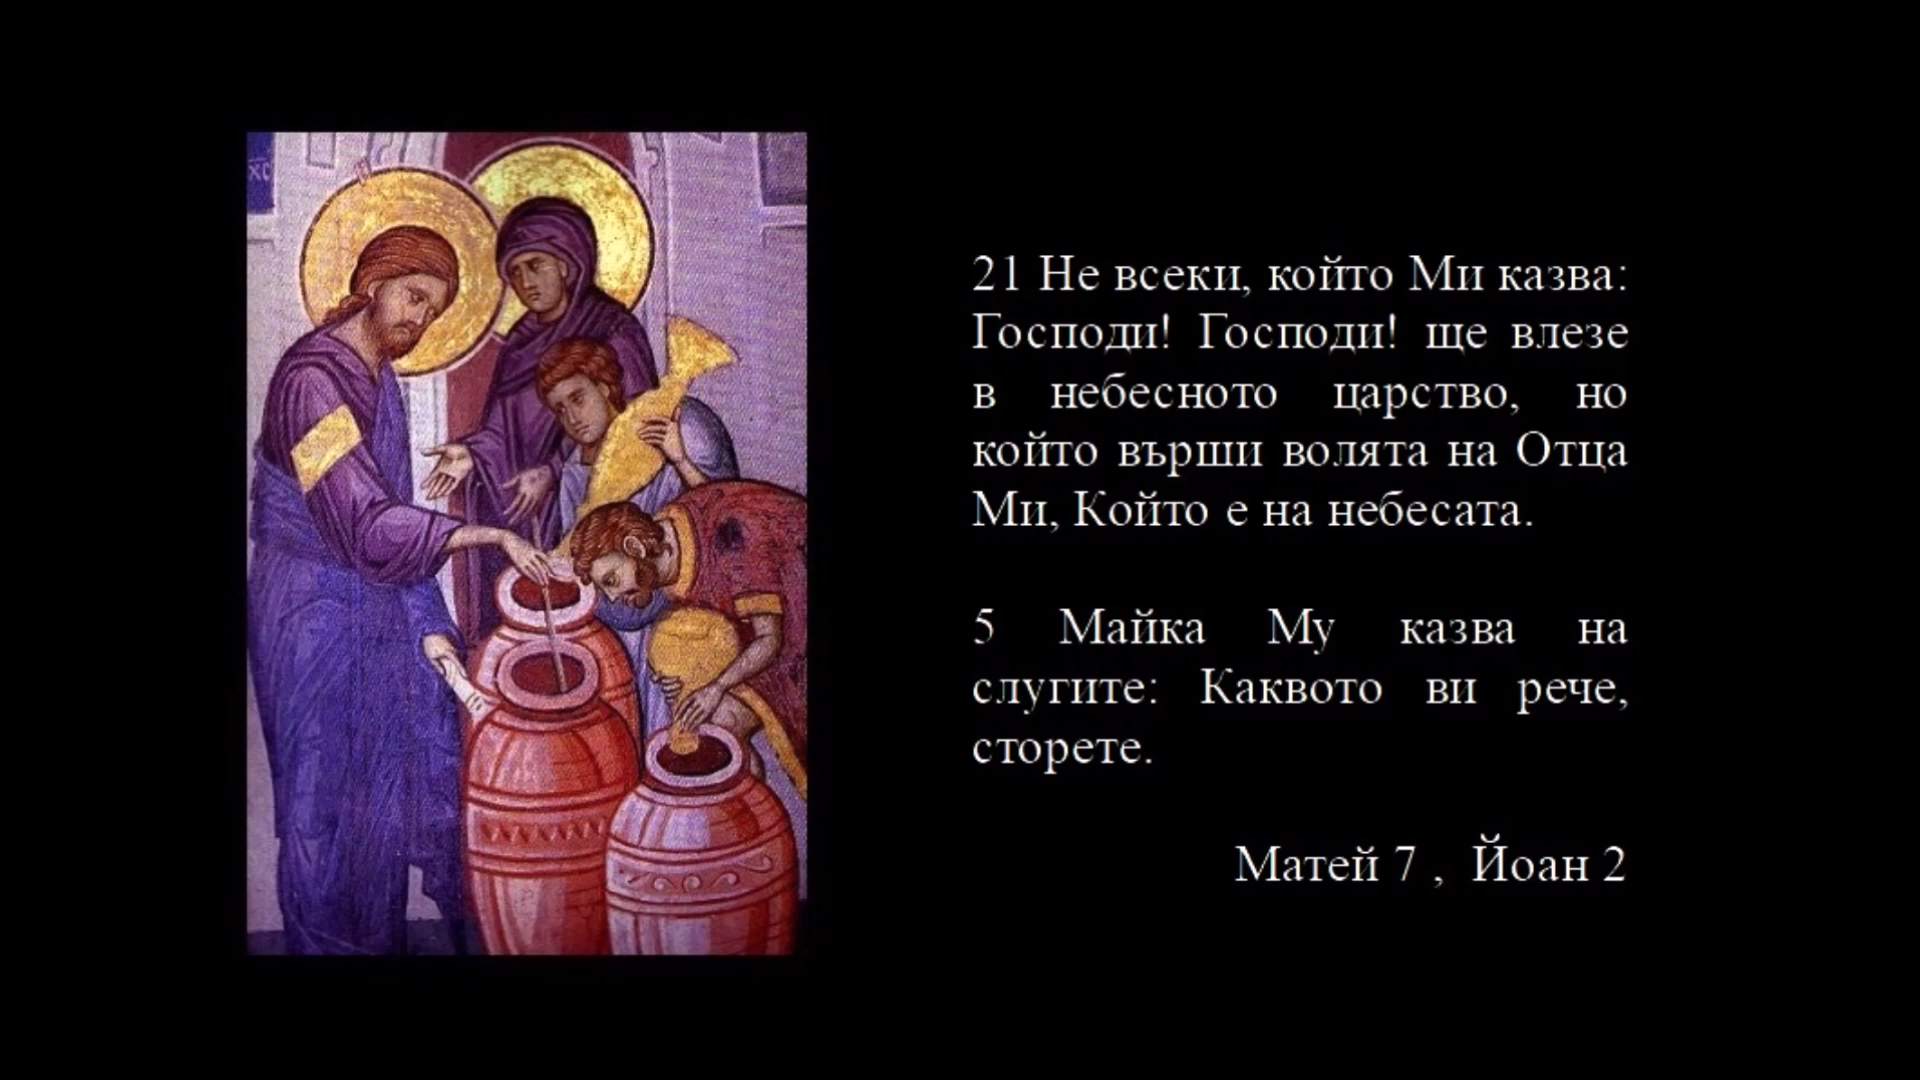 ХС
21 Не всеки, който Ми казва:
Господи! Господи! ще влезе
в небесното царство, но
който върши волята на Отца
Ми, Който е на небесата.
5 Майка Му казва на
слугите: Каквото ви рече,
сторете.
Матей 7 , Йоан 2